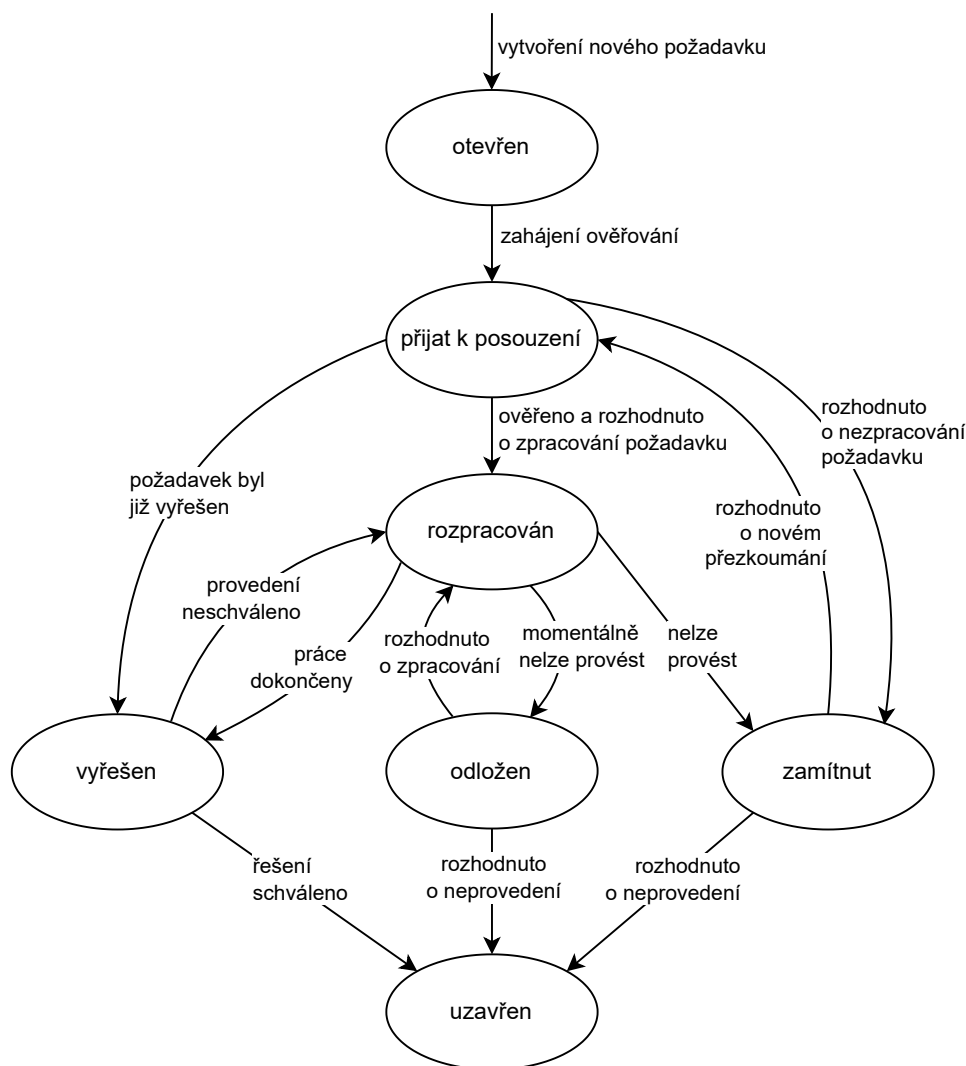 vytvoření nového požadavku
otevřen
zahájení ověřování
přijat k posouzení
ověřeno a rozhodnuto
o zpracování požadavku
rozhodnuto
o nezpracování
požadavku
požadavek byl
již vyřešen
rozhodnuto
o novém
přezkoumání
rozpracován
provedení
neschváleno
práce
dokončeny
rozhodnuto
o zpracování
momentálně
nelze provést
nelze
provést
vyřešen
odložen
zamítnut
řešení
schváleno
rozhodnuto
o neprovedení
rozhodnuto
o neprovedení
uzavřen